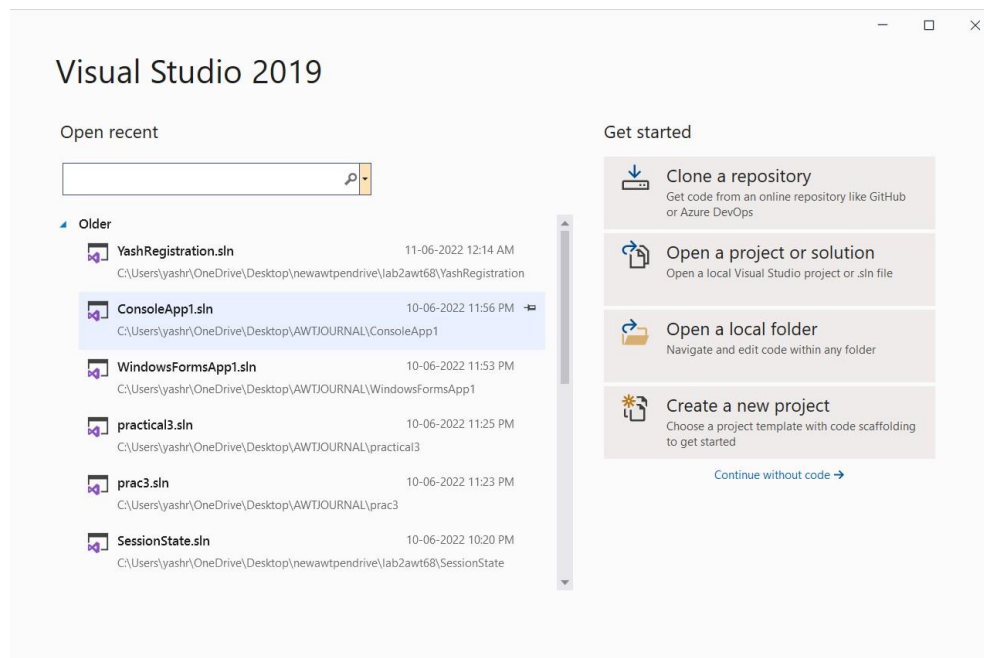 Visual Studio 2019
Open recent
Older
YashRegistration.sln 11-06-2022 12:14 AM
C:\Users\yashr\OneDrive\Desktop\newawtpendrive\lab2awt68\YashRegistration
ConsoleApp1.sln 10-06-2022 11:56 PM
C:\Users\yashr\OneDrive\Desktop\AWTJOURNAL\ConsoleApp1
WindowsFormsApp1.sln 10-06-2022 11:53 PM
C:\Users\yashr\OneDrive\Desktop\AWTJOURNAL\WindowsFormsApp1
practical3.sln 10-06-2022 11:25 PM
C:\Users\yashr\OneDrive\Desktop\AWTJOURNAL\practical3
prac3.sln 10-06-2022 11:23 PM
C:\Users\yashr\OneDrive\Desktop\AWTJOURNAL\prac3
SessionState.sln 10-06-2022 10:20 PM
C:\Users\yashr\OneDrive\Desktop\newawtpendrive\lab2awt68\SessionState
Get started
Clone a repository
Get code from an online repository like GitHub
or Azure DevOps
Open a project or solution
Open a local Visual Studio project or .sln file
Open a local folder
Navigate and edit code within any folder
Create a new project
Choose a project template with code scaffolding
to get started
Continue without code →